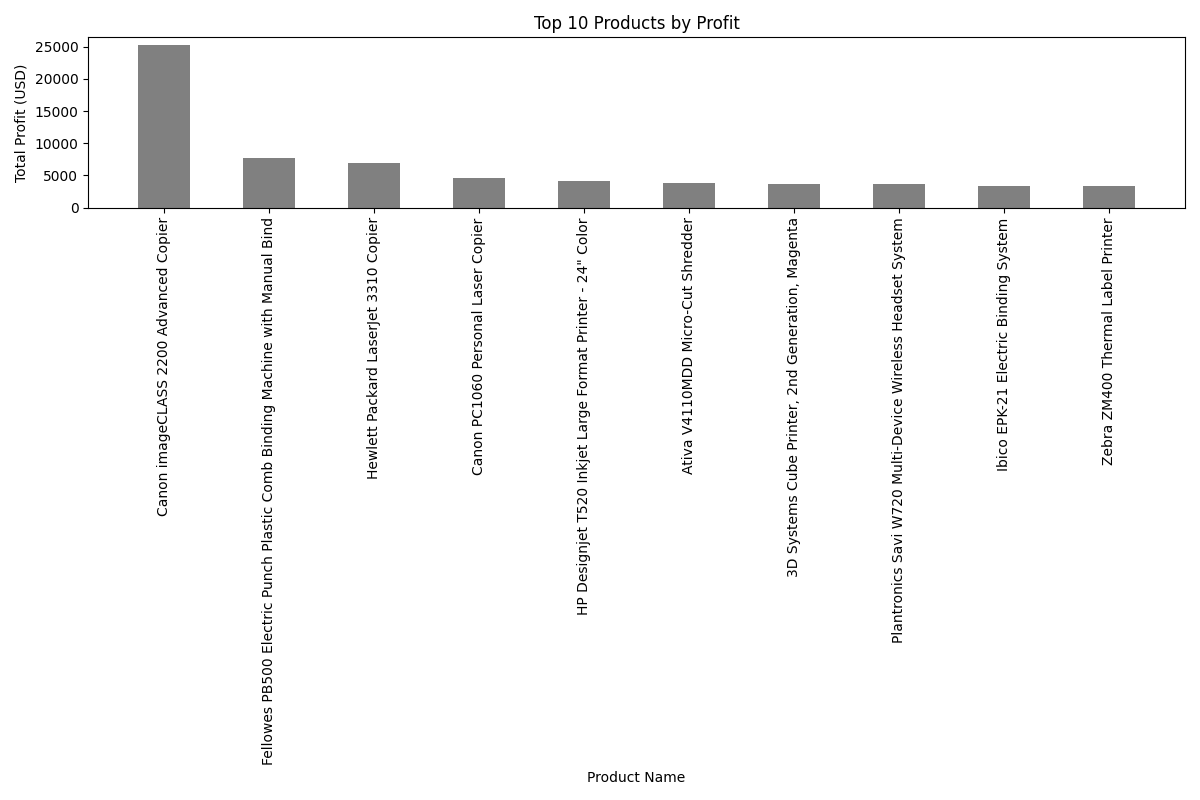 Top 10 Products by Profit
Total Profit (USD)
25000
20000
15000
10000
5000
0
Canon imageCLASS 2200 Advanced Copier
Fellowes PB500 Electric Punch Plastic Comb Binding Machine with Manual Bind
Hewlett Packard LaserJet 3310 Copier
Canon PC1060 Personal Laser Copier
HP Designjet T520 Inkjet Large Format Printer - 24" Color
Ativa V4110MDD Micro-Cut Shredder
3D Systems Cube Printer, 2nd Generation, Magenta
Plantronics Savi W720 Multi-Device Wireless Headset System
Ibico EPK-21 Electric Binding System
Zebra ZM400 Thermal Label Printer
Product Name